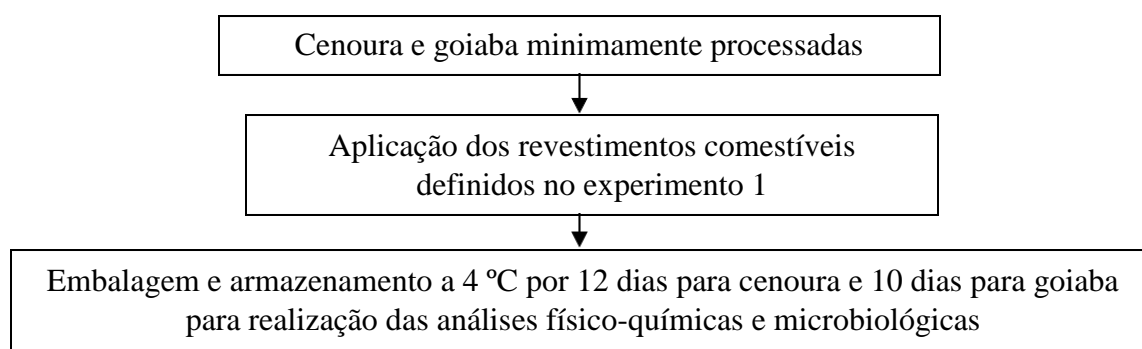 Cenoura e goiaba minimamente processadas
Aplicação dos revestimentos comestíveis
definidos no experimento 1
Embalagem e armazenamento a 4 ºC por 12 dias para cenoura e 10 dias para goiaba
para realização das análises físico-químicas e microbiológicas